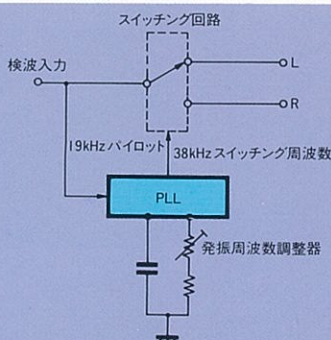 スイッチング回路
検波入力
L
R
19kHzパイロット
38kHzスイッチング周波数
PLL
発振周波数調整器